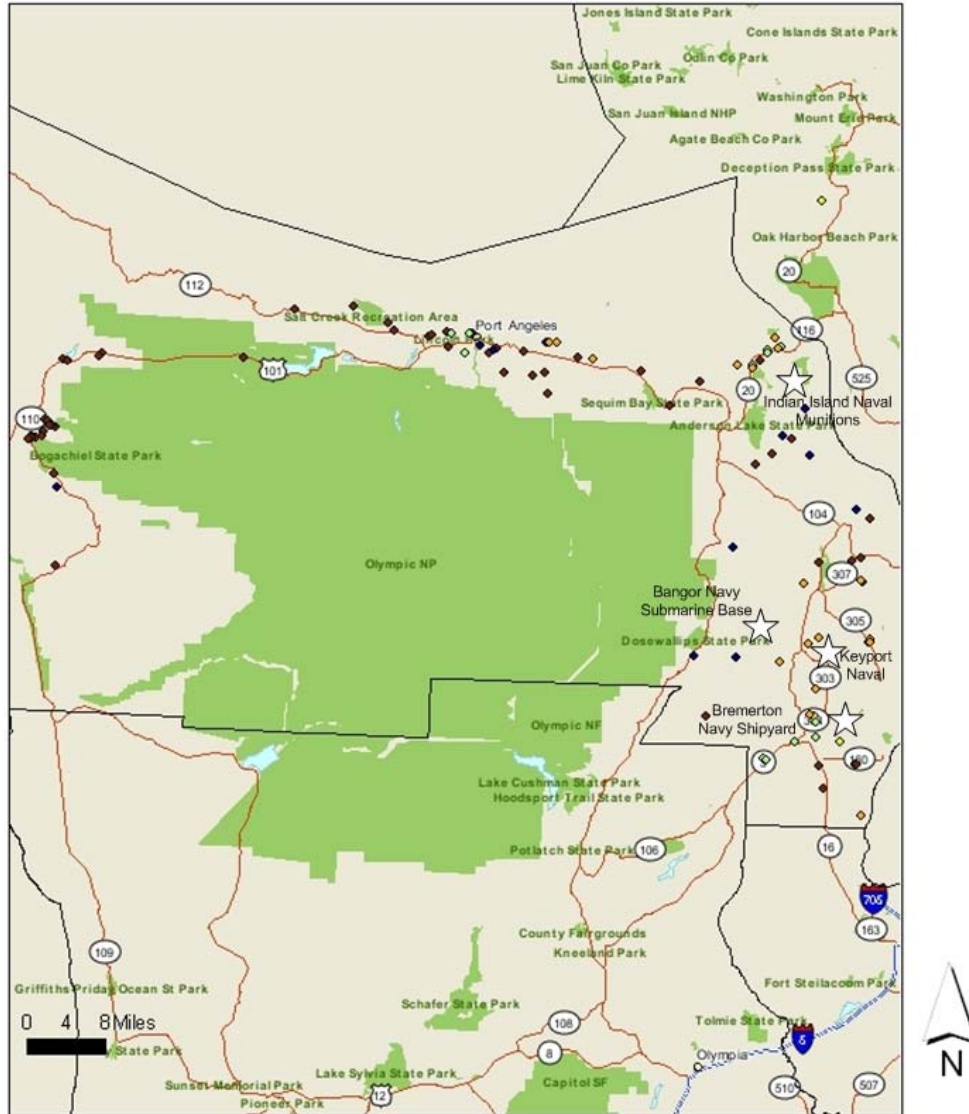 Jones Island State Park
Cone Islands State Park
Odlin Co Park
San Juan Co Park
Lime Kiln State Park
Washington Park
San Juan Island NHP
Mount Erie Park
Agate Beach Co Park
Deception Pass State Park
Oak Harbor Beach Park
20
112
Salt Creek Recreation Area
Port Angeles
116
101
525
20
Indian Island Naval
Munitions
Sequim Bay State Park
110
Anderson Lake State Park
Bogachiel State Park
104
Olympic NP
307
Bangor Navy
Submarine Base
305
Dosewallips State Park
Keyport
Naval
303
Bremerton
Navy Shipyard
Olympic NF
3
Lake Cushman State Park
Hoodsport Trail State Park
Potlatch State Park
106
16
705
163
County Fairgrounds
Kneeland Park
109
Griffiths Priday Ocean St Park
Fort Steilacoom Park
Schafer State Park
0 4 8 Miles
Tolmie State Park
108
5
State Park
8
Olympia
Lake Sylvia State Park
Sunset Memorial Park
12
Capitol SF
510
507
Pioneer Park
N